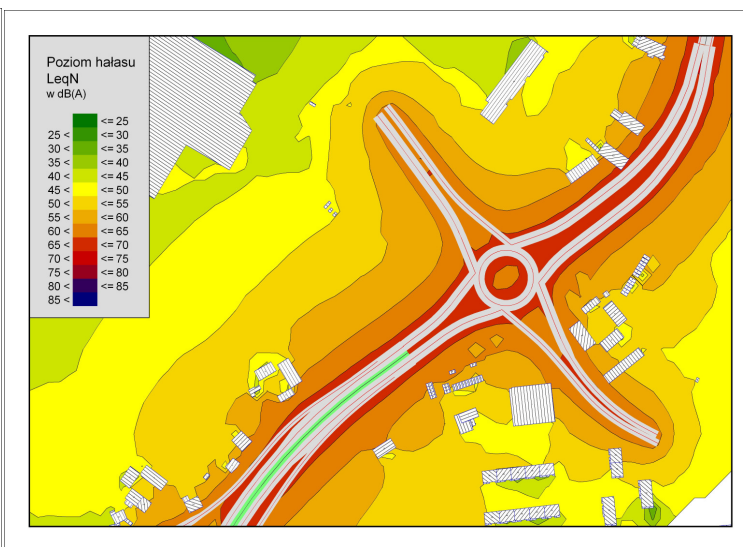 Poziom hałasu
LeqN
w dB(A)
<= 25
25 < <= 30
30 < <= 35
35 < <= 40
40 < <= 45
45 < <= 50
50 < <= 55
55 < <= 60
60 < <= 65
65 < <= 70
70 < <= 75
75 < <= 80
80 < <= 85
85 <